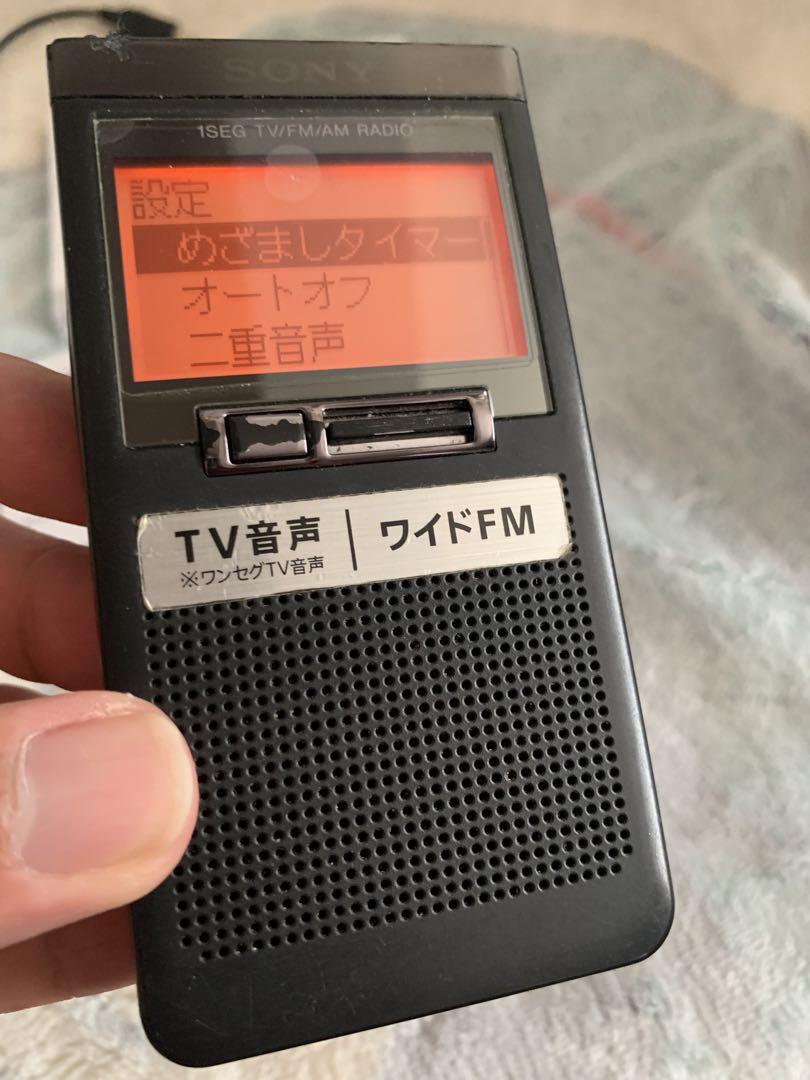 SONY
1SEG TV/FM/AM RADIO
設定
めざましタイマー
オートオフ
二重音声
TV音声 | ワイドFM
※ワンセグTV音声